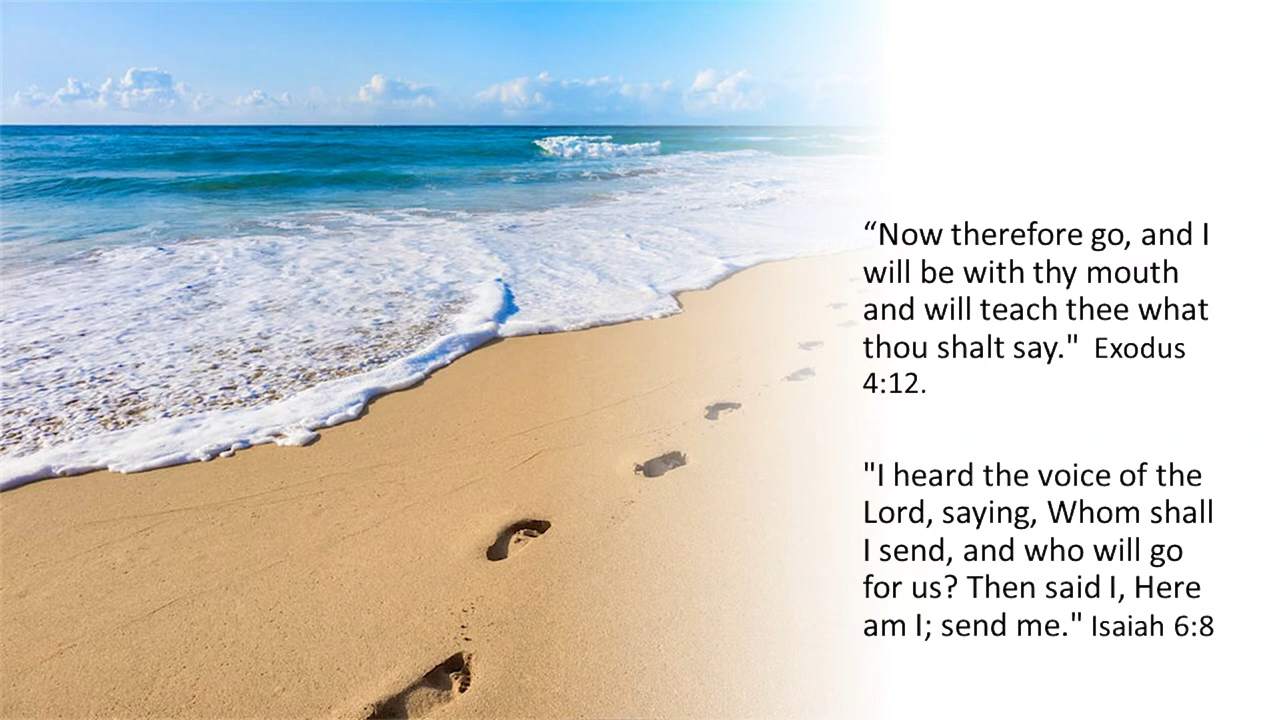 “Now therefore go, and I
will be with thy mouth
and will teach thee what
thou shalt say."  Exodus
4:12.
"I heard the voice of the
Lord, saying, Whom shall
I send, and who will go
for us? Then said I, Here
am I; send me." Isaiah 6:8